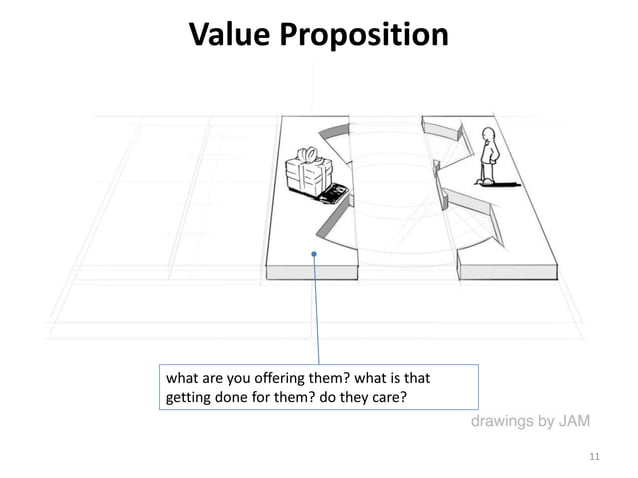 Value Proposition
what are you offering them? what is that
getting done for them? do they care?
drawings by JAM
11